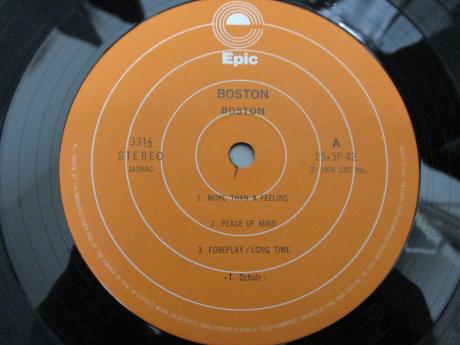 Epic
BOSTON
BOSTON
33⅓
STEREO
JASRAC
A
25•3P-42
Ⓟ 1976 CBS Inc.
1. MORE THAN A FEELING
2. PEACE OF MIND
3. FOREPLAY/LONG TIME
- T. Scholz -